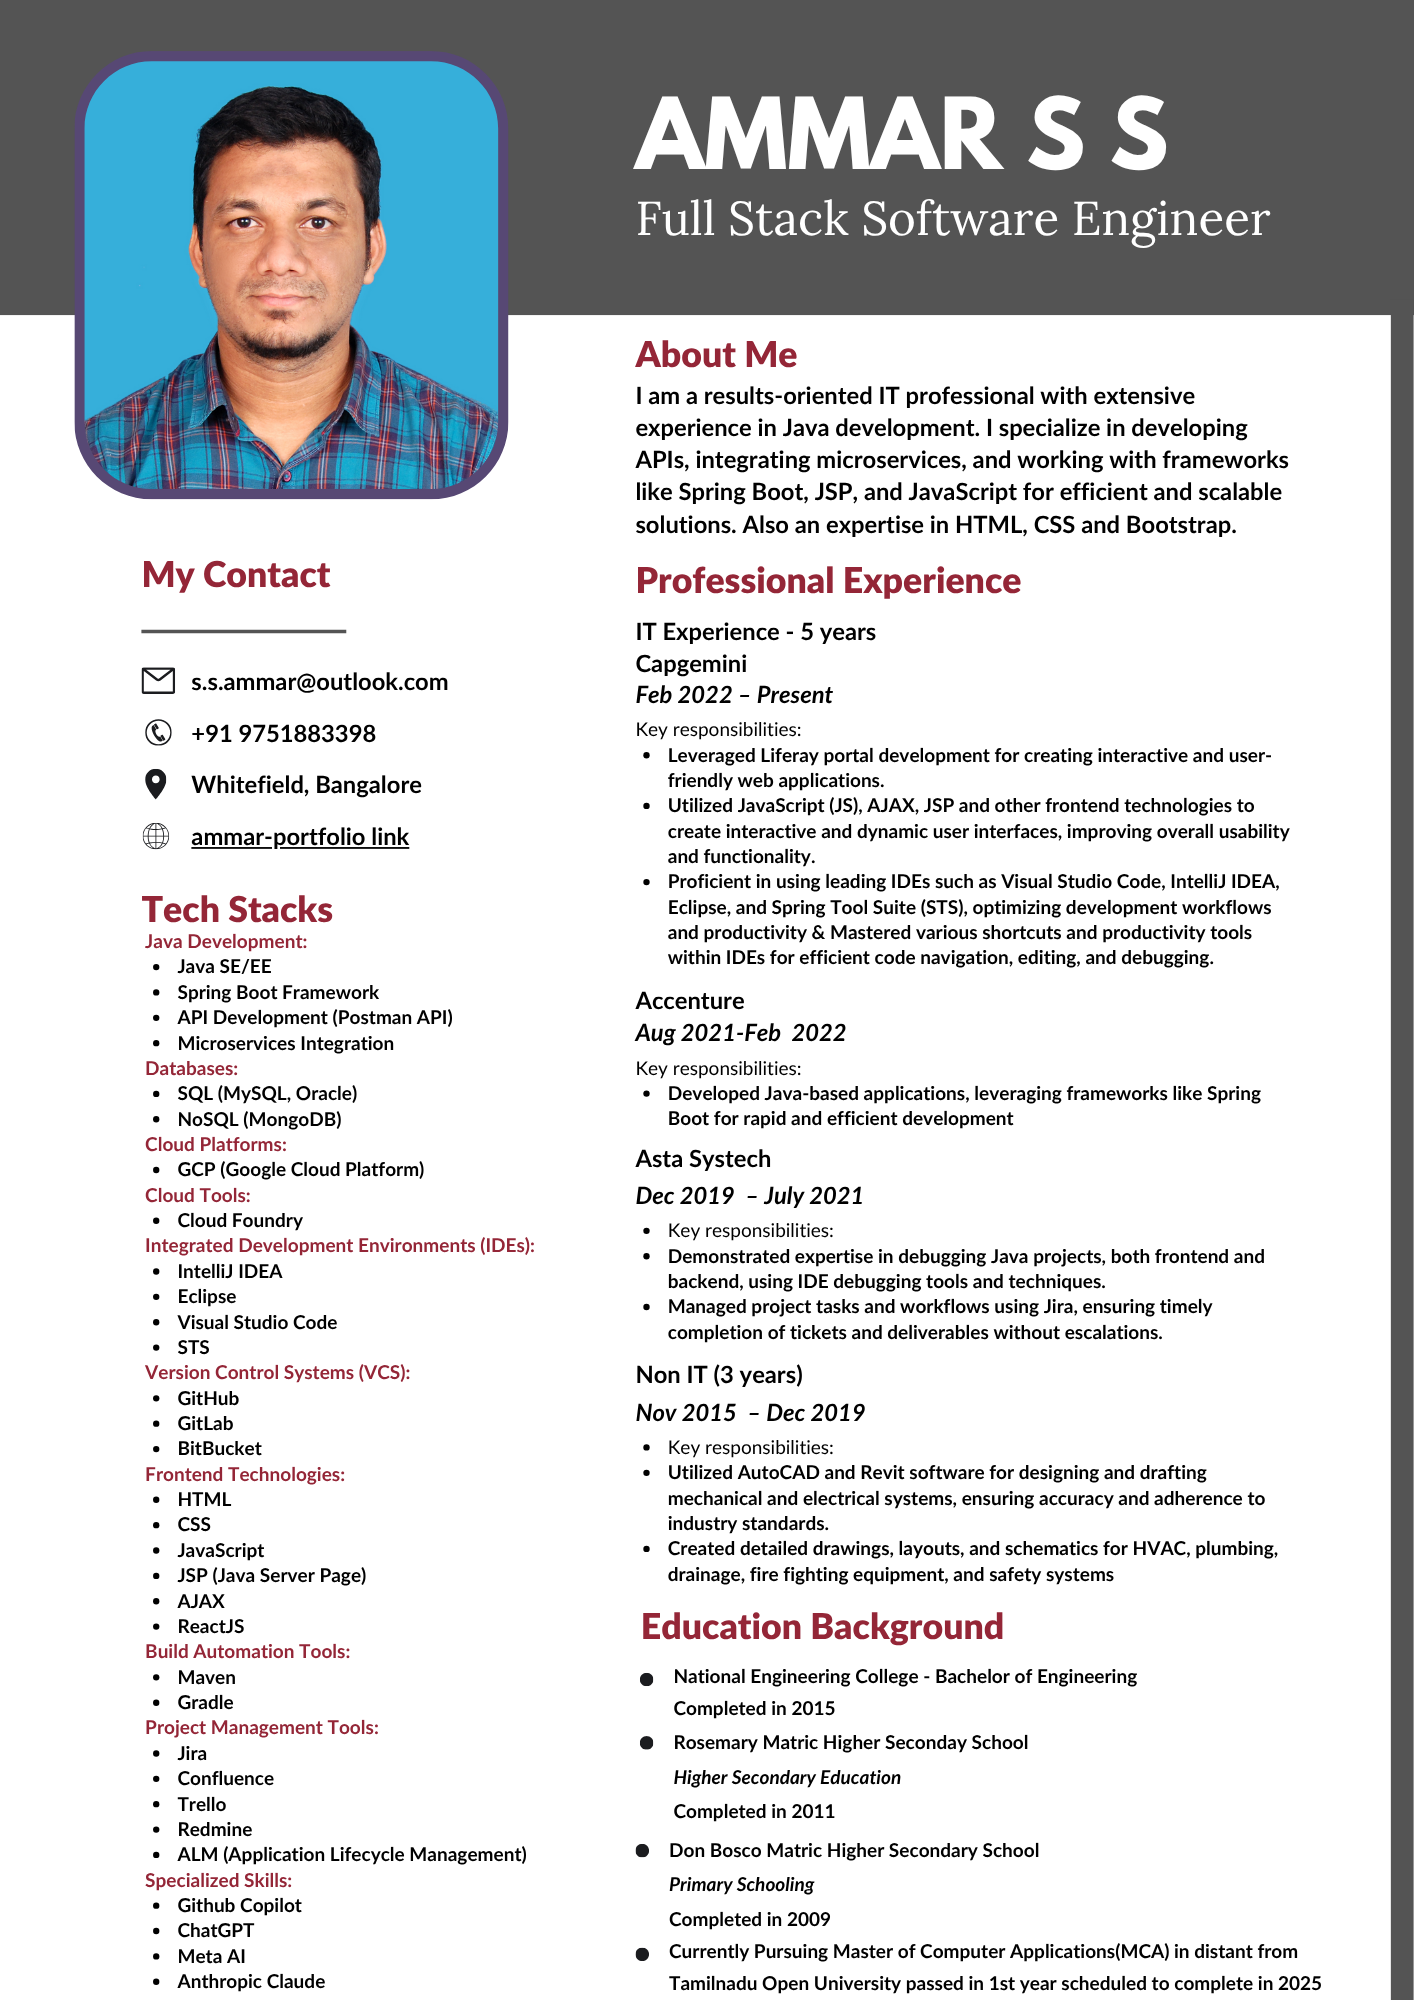 AMMAR S S
Full Stack Software Engineer
My Contact
s.s.ammar@outlook.com
+91 9751883398
Whitefield, Bangalore
ammar-portfolio link
Tech Stacks
Java Development:
• Java SE/EE
• Spring Boot Framework
• API Development (Postman API)
• Microservices Integration
Databases:
• SQL (MySQL, Oracle)
• NoSQL (MongoDB)
Cloud Platforms:
• GCP (Google Cloud Platform)
Cloud Tools:
• Cloud Foundry
Integrated Development Environments (IDEs):
• IntelliJ IDEA
• Eclipse
• Visual Studio Code
• STS
Version Control Systems (VCS):
• GitHub
• GitLab
• BitBucket
Frontend Technologies:
• HTML
• CSS
• JavaScript
• JSP (Java Server Page)
• AJAX
• ReactJS
Build Automation Tools:
• Maven
• Gradle
Project Management Tools:
• Jira
• Confluence
• Trello
• Redmine
• ALM (Application Lifecycle Management)
Specialized Skills:
• Github Copilot
• ChatGPT
• Meta AI
• Anthropic Claude
About Me
I am a results-oriented IT professional with extensive
experience in Java development. I specialize in developing
APIs, integrating microservices, and working with frameworks
like Spring Boot, JSP, and JavaScript for efficient and scalable
solutions. Also an expertise in HTML, CSS and Bootstrap.
Professional Experience
IT Experience - 5 years
Capgemini
Feb 2022 – Present
Key responsibilities:
• Leveraged Liferay portal development for creating interactive and user-
friendly web applications.
• Utilized JavaScript (JS), AJAX, JSP and other frontend technologies to
create interactive and dynamic user interfaces, improving overall usability
and functionality.
• Proficient in using leading IDEs such as Visual Studio Code, IntelliJ IDEA,
Eclipse, and Spring Tool Suite (STS), optimizing development workflows
and productivity & Mastered various shortcuts and productivity tools
within IDEs for efficient code navigation, editing, and debugging.
Accenture
Aug 2021-Feb 2022
Key responsibilities:
• Developed Java-based applications, leveraging frameworks like Spring
Boot for rapid and efficient development
Asta Systech
Dec 2019 – July 2021
• Key responsibilities:
• Demonstrated expertise in debugging Java projects, both frontend and
backend, using IDE debugging tools and techniques.
• Managed project tasks and workflows using Jira, ensuring timely
completion of tickets and deliverables without escalations.
Non IT (3 years)
Nov 2015 – Dec 2019
• Key responsibilities:
• Utilized AutoCAD and Revit software for designing and drafting
mechanical and electrical systems, ensuring accuracy and adherence to
industry standards.
• Created detailed drawings, layouts, and schematics for HVAC, plumbing,
drainage, fire fighting equipment, and safety systems
Education Background
• National Engineering College - Bachelor of Engineering
Completed in 2015
• Rosemary Matric Higher Seconday School
Higher Secondary Education
Completed in 2011
• Don Bosco Matric Higher Secondary School
Primary Schooling
Completed in 2009
• Currently Pursuing Master of Computer Applications(MCA) in distant from
Tamilnadu Open University passed in 1st year scheduled to complete in 2025